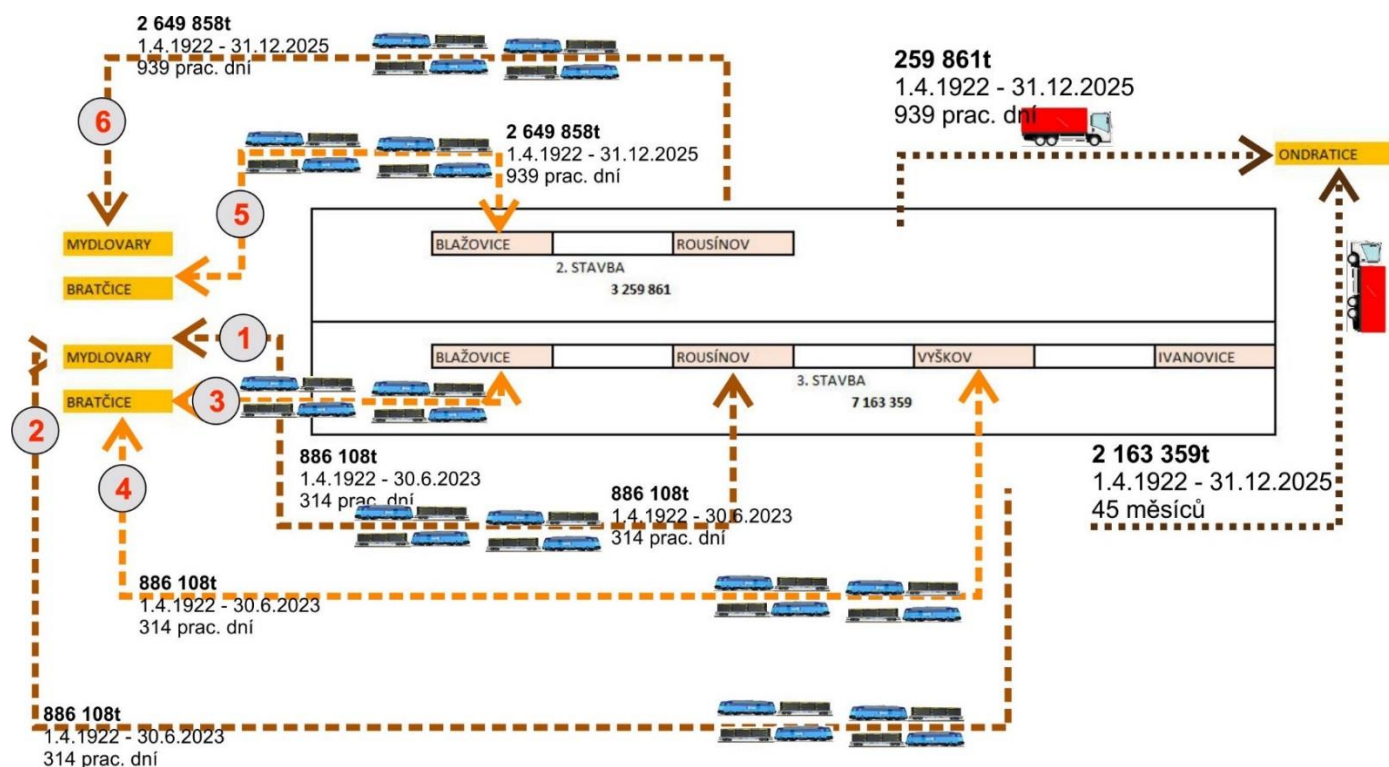 2 649 858t
1.4.1922 - 31.12.2025
939 prac. dní
6
2 649 858t
1.4.1922 - 31.12.2025
939 prac. dní
5
259 861t
1.4.1922 - 31.12.2025
939 prac. dní
ONDRATICE
MYDLOVARY
BRATČICE
BLAŽOVICE
ROUSÍNOV
2. STAVBA
3 259 861
1
MYDLOVARY
BRATČICE
2
3
4
BLAŽOVICE
ROUSÍNOV
VYŠKOV
IVANOVICE
3. STAVBA
7 163 359
886 108t
1.4.1922 - 30.6.2023
314 prac. dní
886 108t
1.4.1922 - 30.6.2023
314 prac. dní
2 163 359t
1.4.1922 - 31.12.2025
45 měsíců
886 108t
1.4.1922 - 30.6.2023
314 prac. dní
886 108t
1.4.1922 - 30.6.2023
314 prac. dní